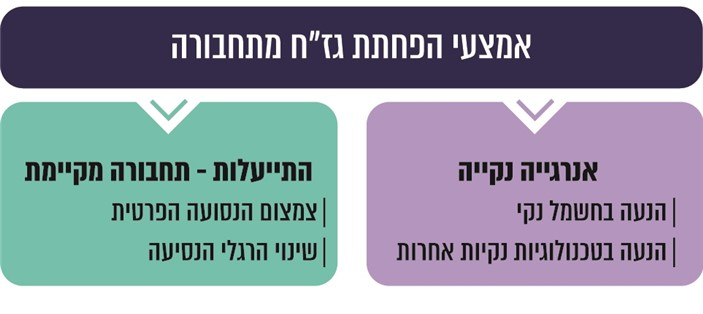 אמצעי הפחתת גז"ח מתחבורה
אנרגייה נקייה
הנעה בחשמל נקי
הנעה בטכנולוגיות נקיות אחרות
התייעלות - תחבורה מקיימת
צמצום הנסועה הפרטית
שינוי הרגלי הנסיעה